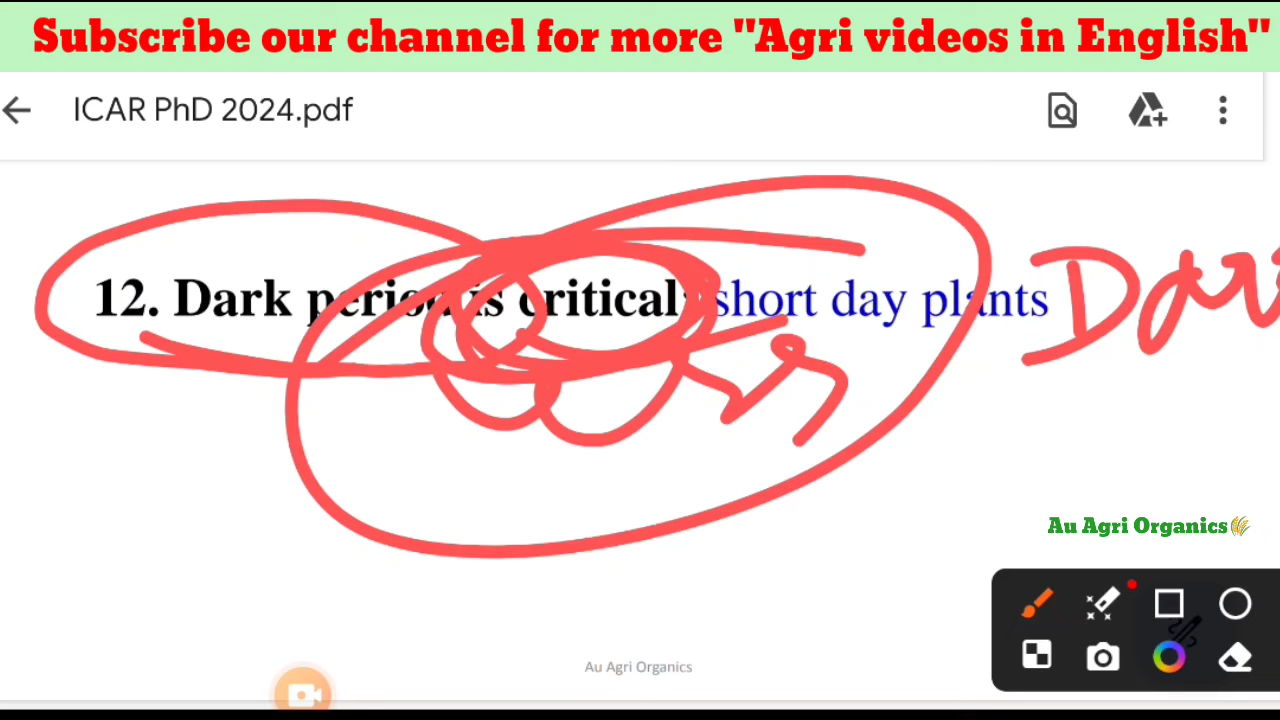 Subscribe our channel for more "Agri videos in English"
ICAR PhD 2024.pdf
12. Dark period is critical: short day plants
Au Agri Organics
Au Agri Organics